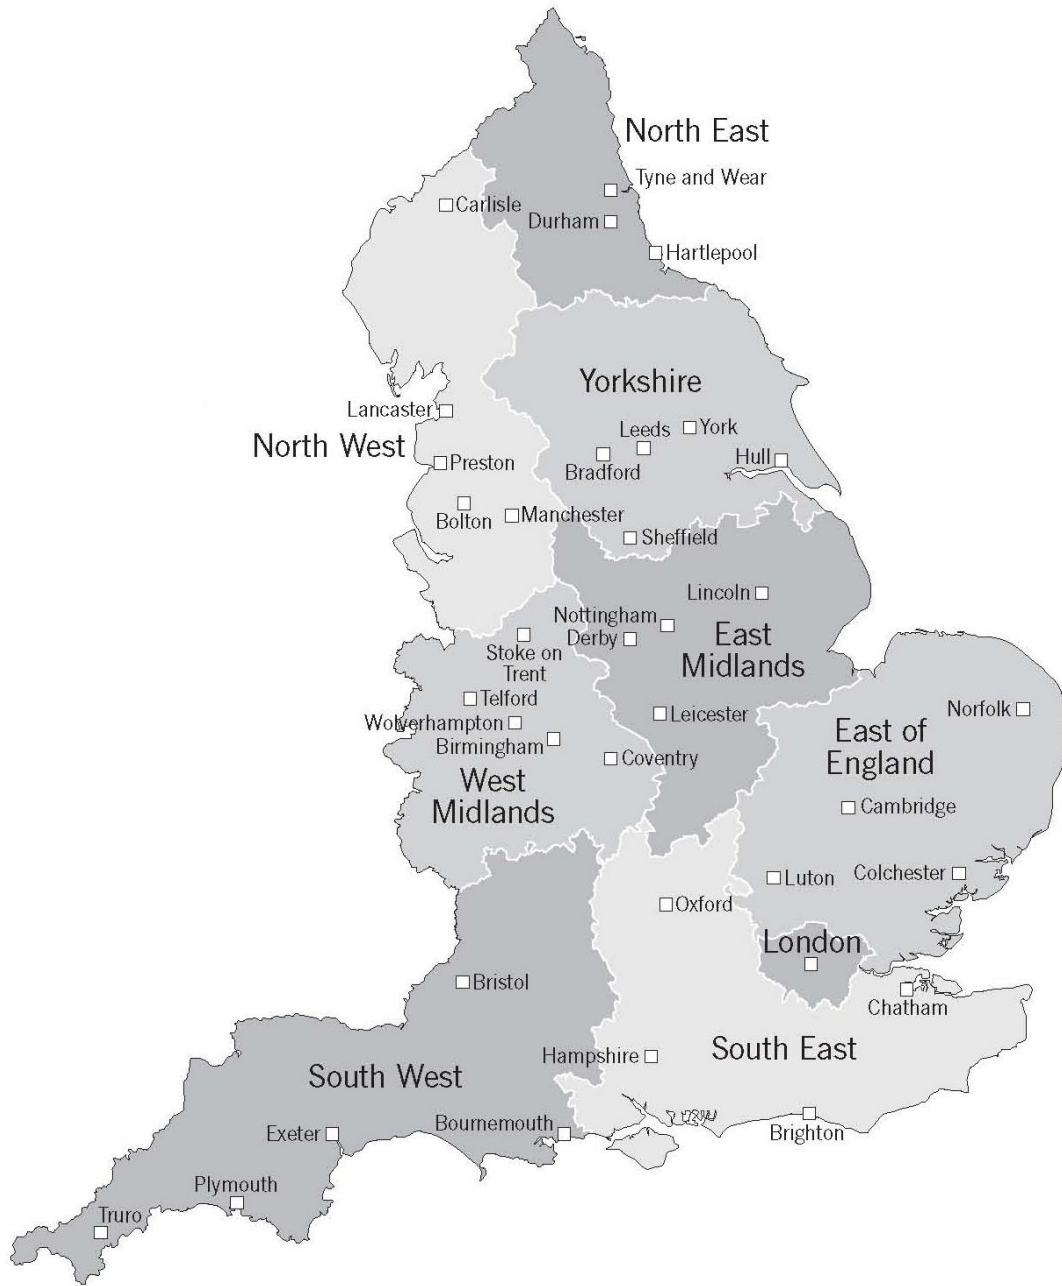 North East
Tyne and Wear
Carlisle
Durham
Hartlepool
Yorkshire
Lancaster
North West
Leeds
York
Bradford
Hull
Preston
Bolton
Manchester
Sheffield
Lincoln
Nottingham
Derby
East
Midlands
Stoke on
Trent
Telford
Wolverhampton
Birmingham
Coventry
West
Midlands
Leicester
Norfolk
East of
England
Cambridge
Luton
Colchester
Oxford
London
Bristol
Chatham
Hampshire
South East
South West
Bournemouth
Exeter
Brighton
Plymouth
Truro